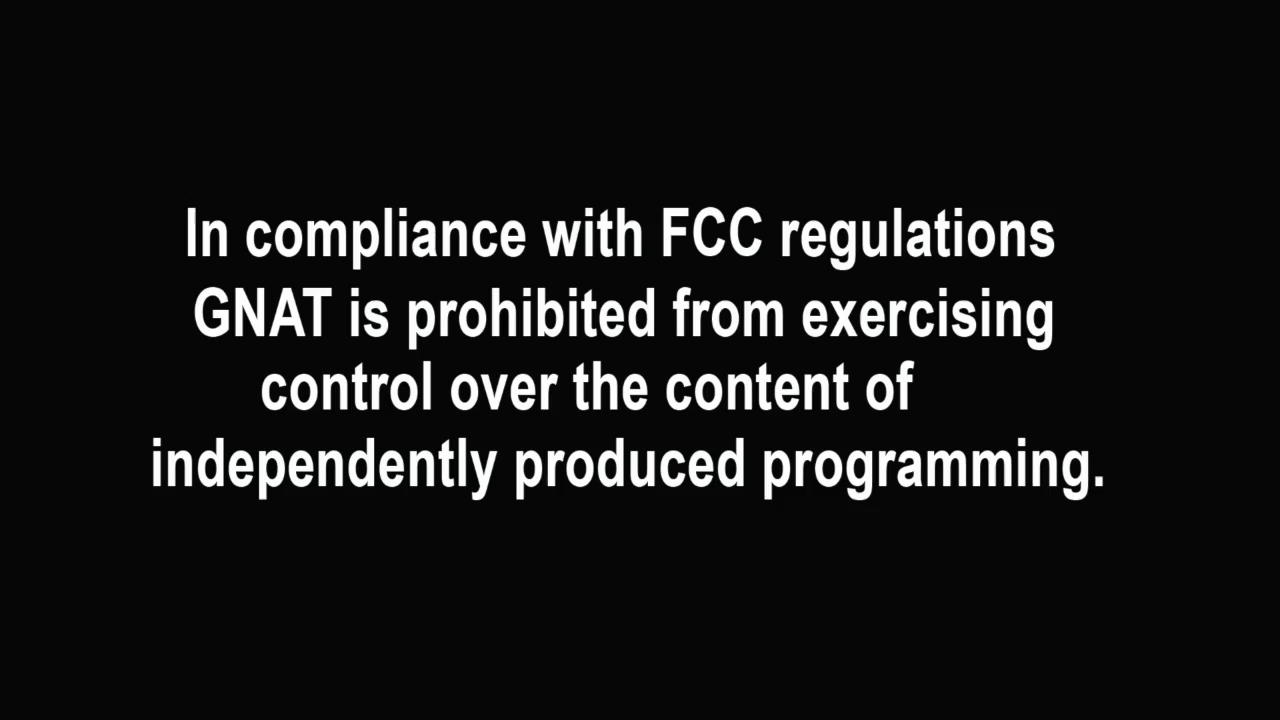 In compliance with FCC regulations
GNAT is prohibited from exercising
control over the content of
independently produced programming.